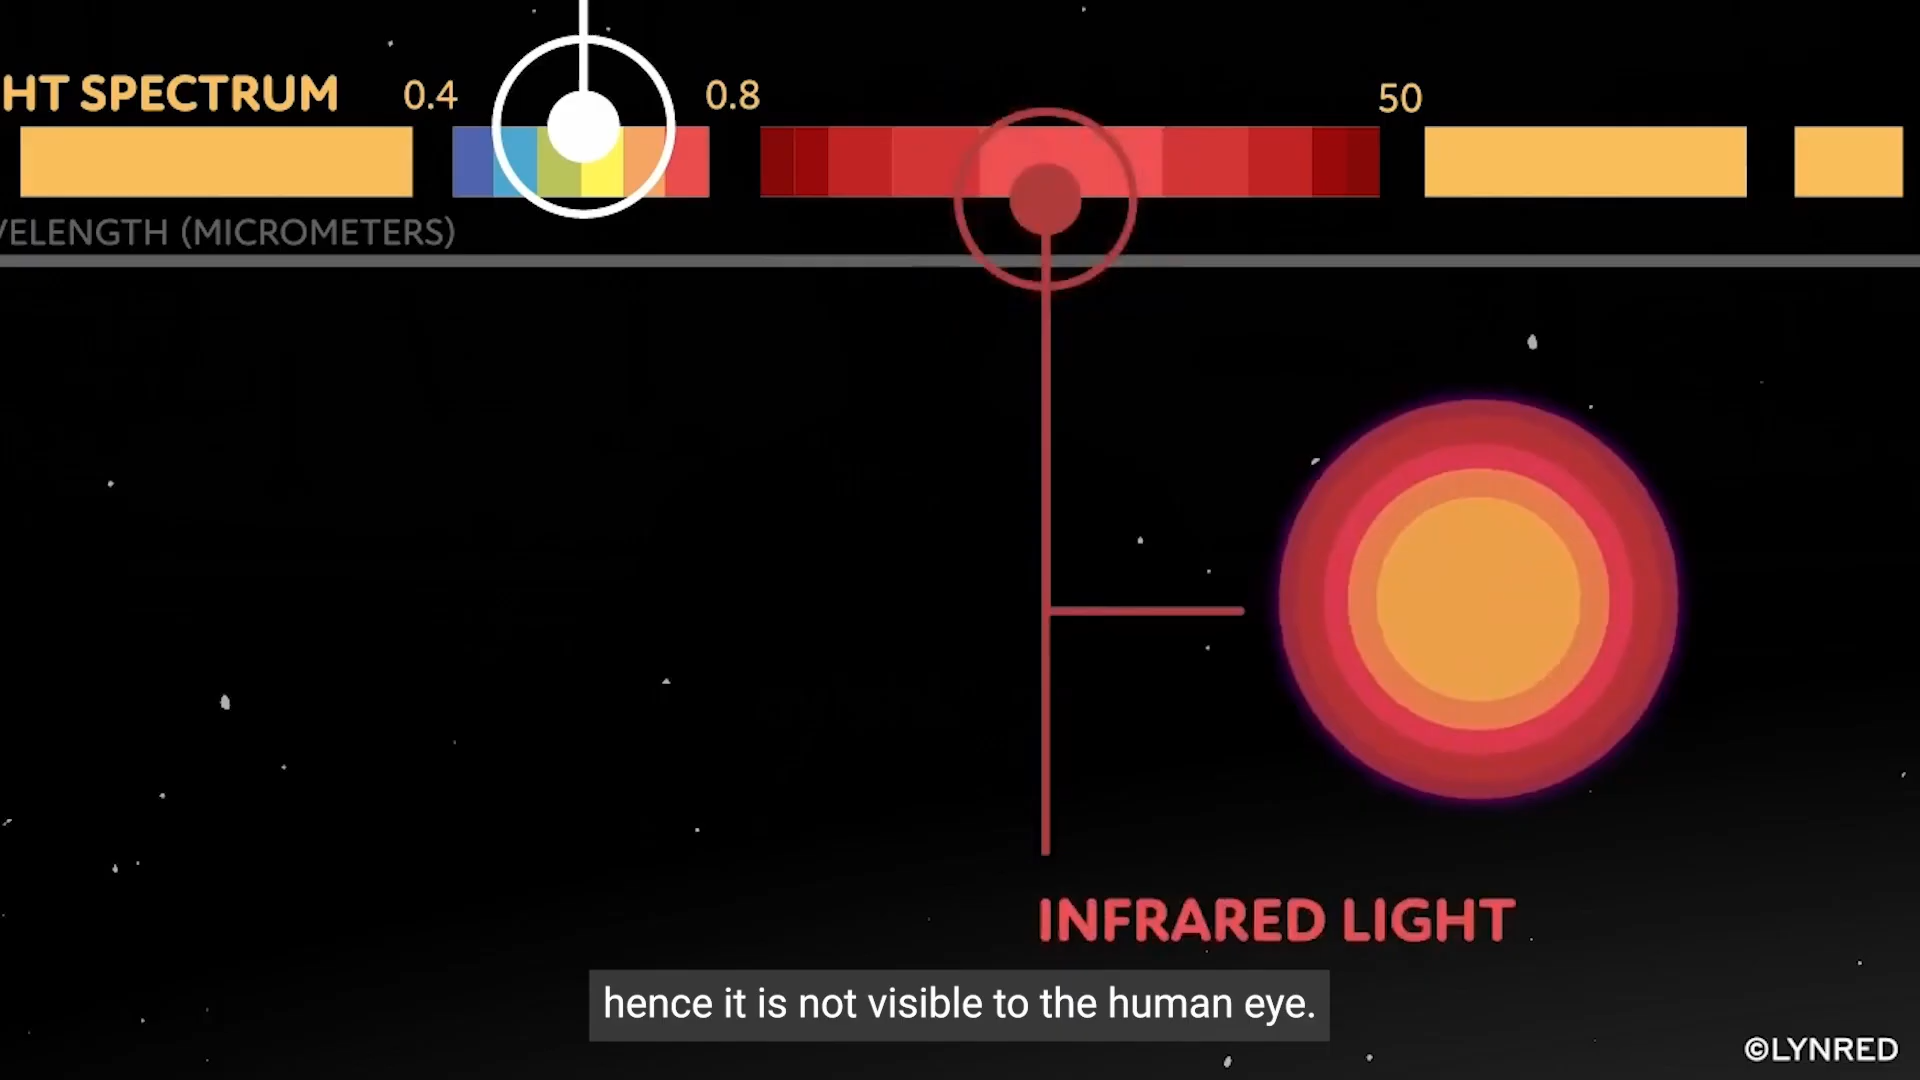 HT SPECTRUM
0.4
0.8
50
VELENGTH (MICROMETERS)
INFRARED LIGHT
hence it is not visible to the human eye.
©LYNRED